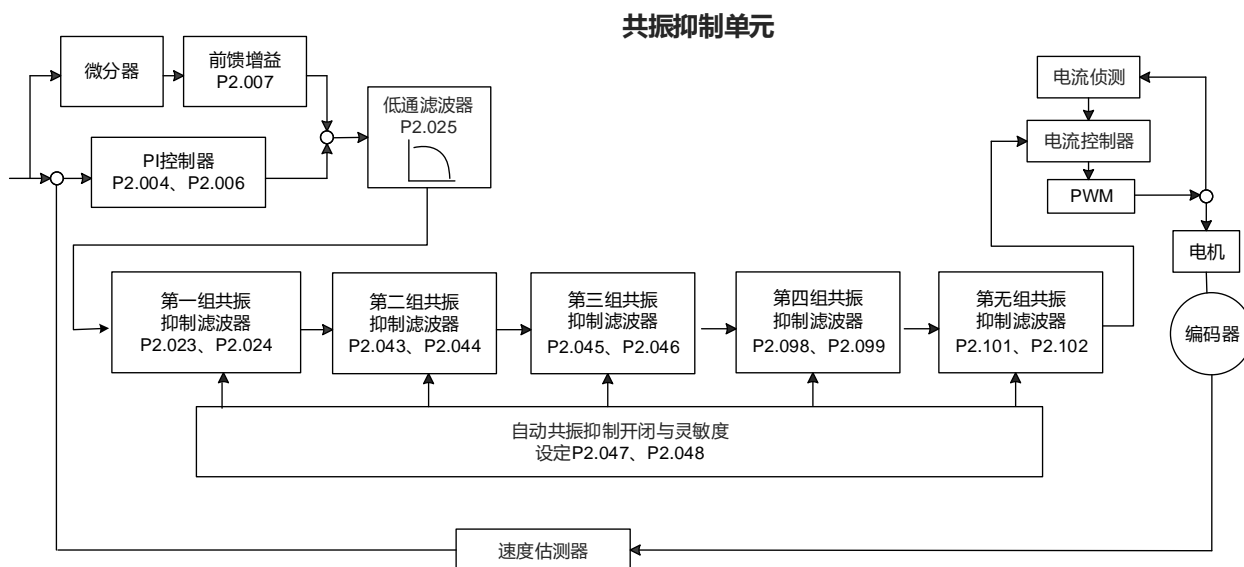 共振抑制单元
微分器
前馈增益
P2.007
低通滤波器
P2.025
PI控制器
P2.004、P2.006
电流侦测
电流控制器
PWM
电机
编码器
第一组共振
抑制滤波器
P2.023、P2.024
第二组共振
抑制滤波器
P2.043、P2.044
第三组共振
抑制滤波器
P2.045、P2.046
第四组共振
抑制滤波器
P2.098、P2.099
第无组共振
抑制滤波器
P2.101、P2.102
自动共振抑制开闭与灵敏度
设定P2.047、P2.048
速度估测器